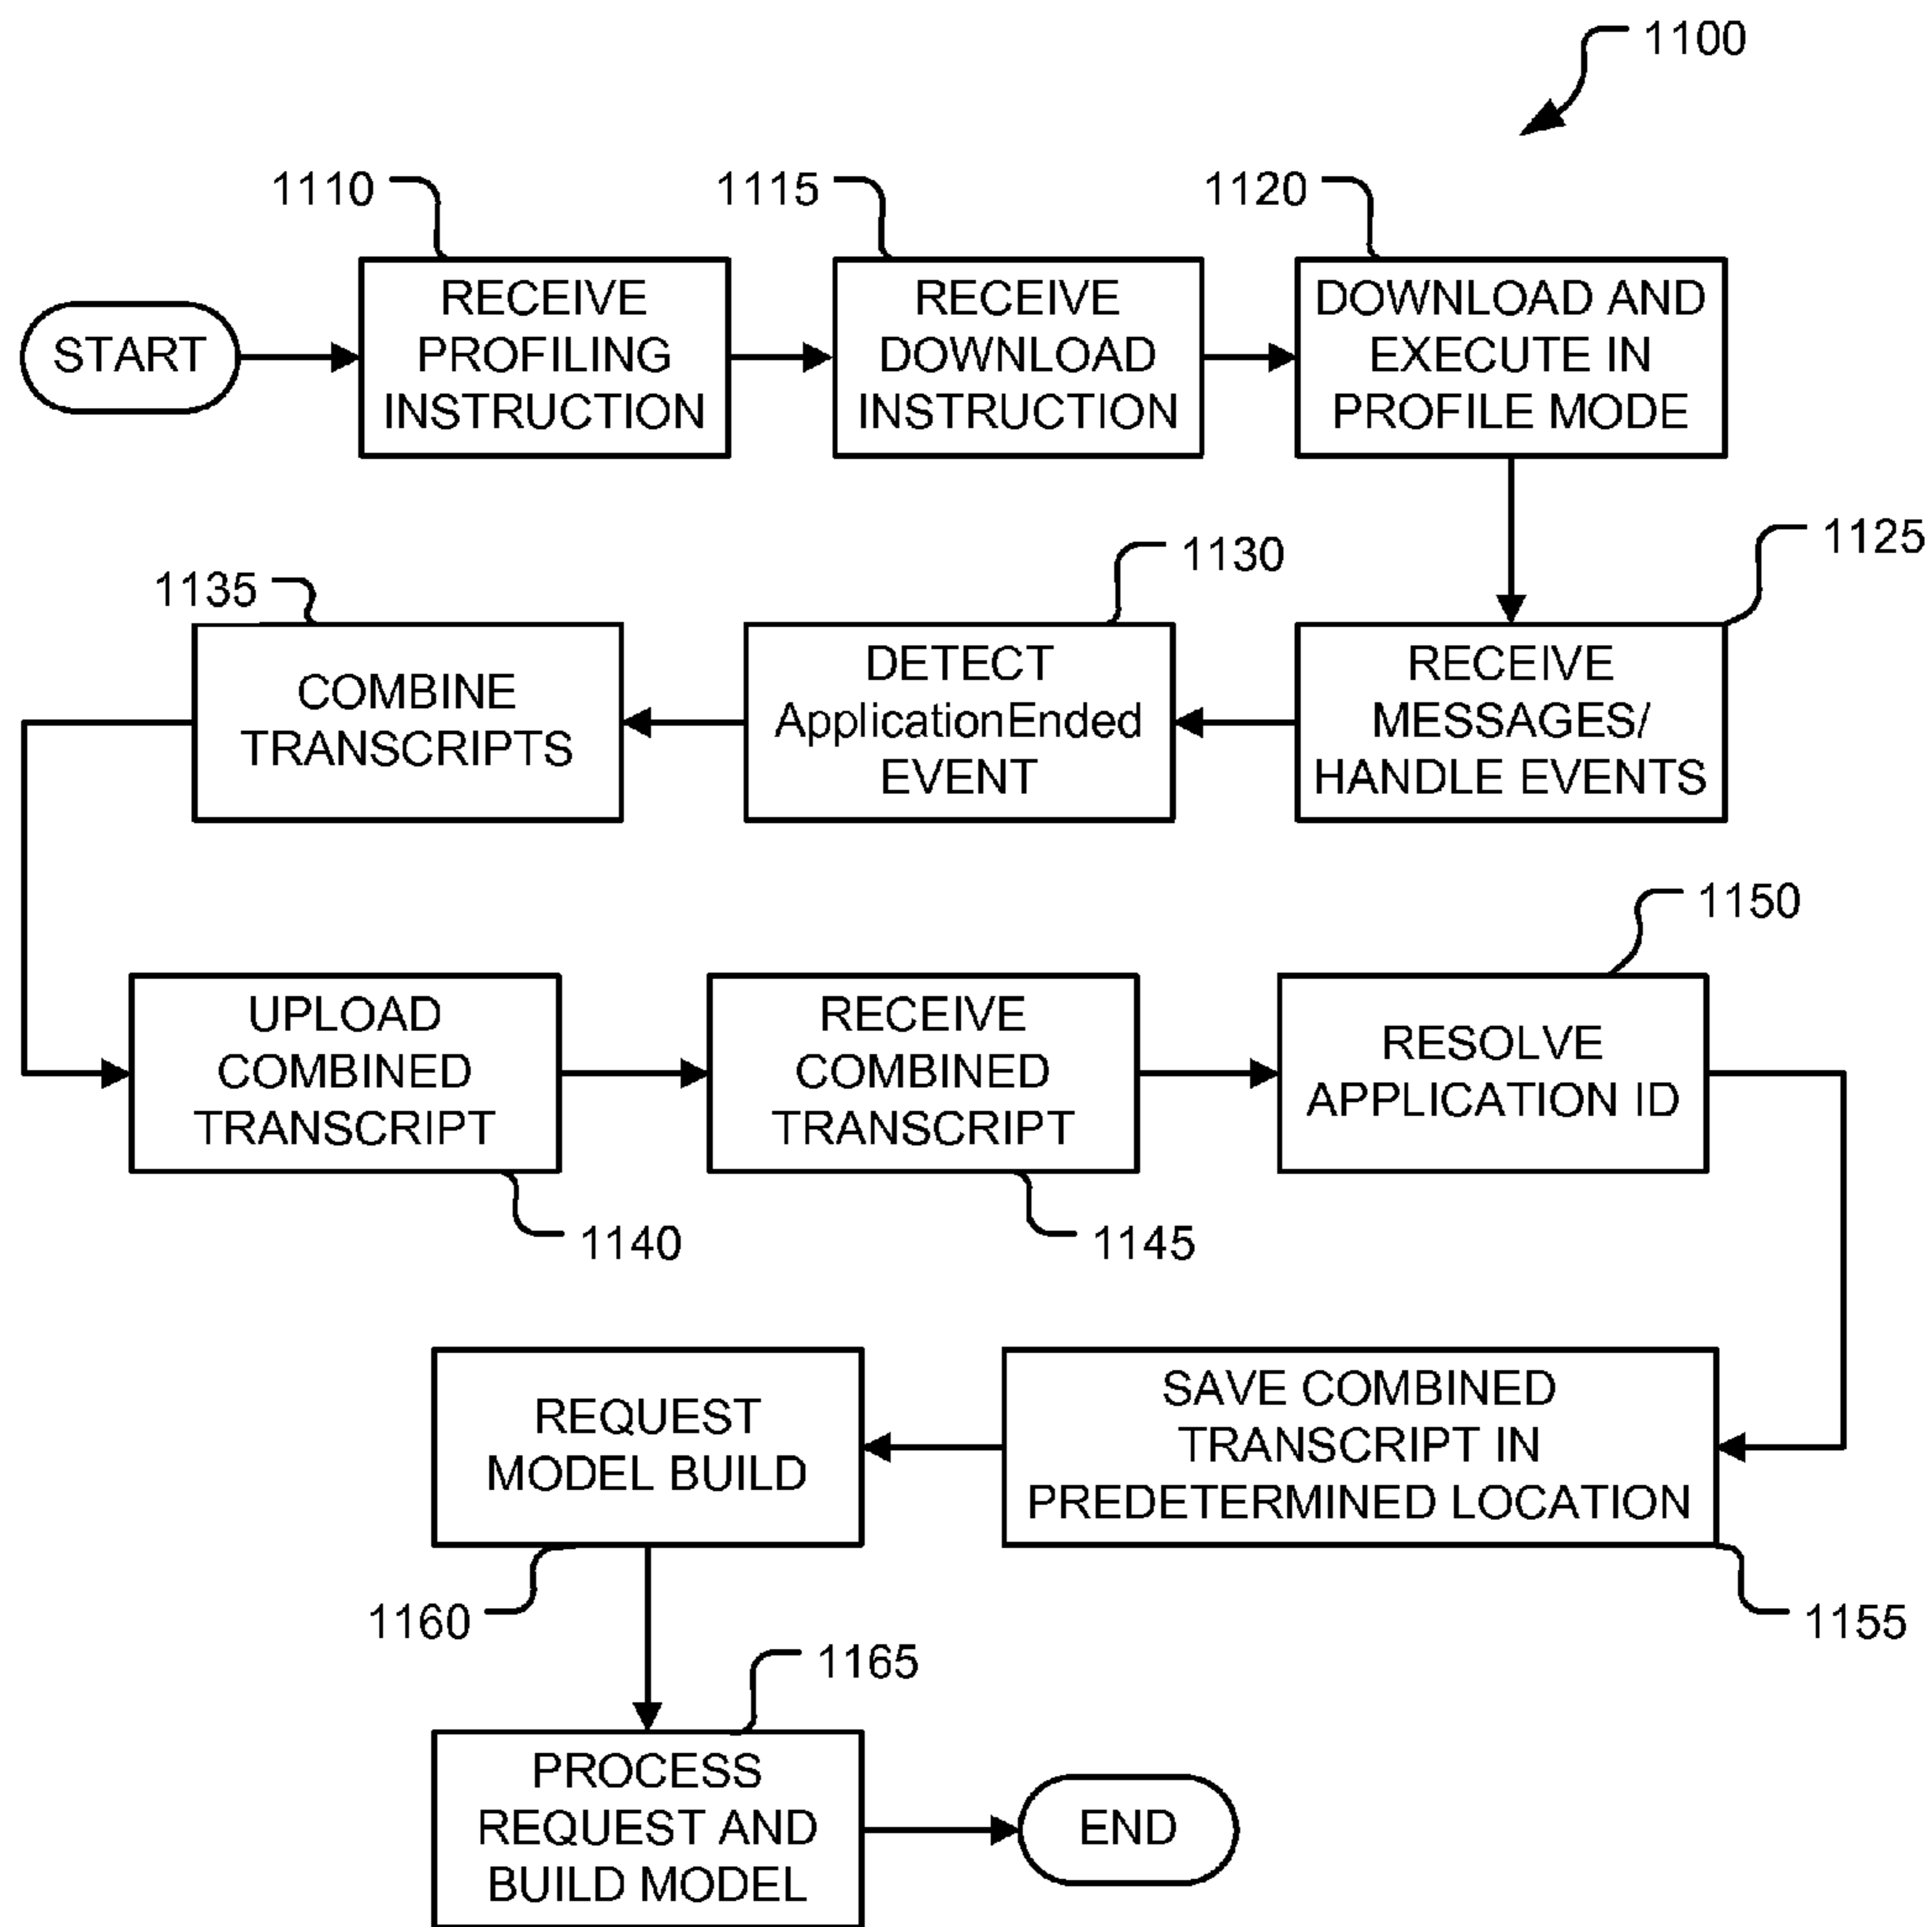 1100
1110
1115
1120
START
RECEIVE
PROFILING
INSTRUCTION
RECEIVE
DOWNLOAD
INSTRUCTION
DOWNLOAD AND
EXECUTE IN
PROFILE MODE
1125
1130
1135
RECEIVE
MESSAGES/
HANDLE EVENTS
DETECT
ApplicationEnded
EVENT
COMBINE
TRANSCRIPTS
1150
UPLOAD
COMBINED
TRANSCRIPT
RECEIVE
COMBINED
TRANSCRIPT
RESOLVE
APPLICATION ID
1140
1145
SAVE COMBINED
TRANSCRIPT IN
PREDETERMINED LOCATION
REQUEST
MODEL BUILD
1160
1155
1165
PROCESS
REQUEST AND
BUILD MODEL
END